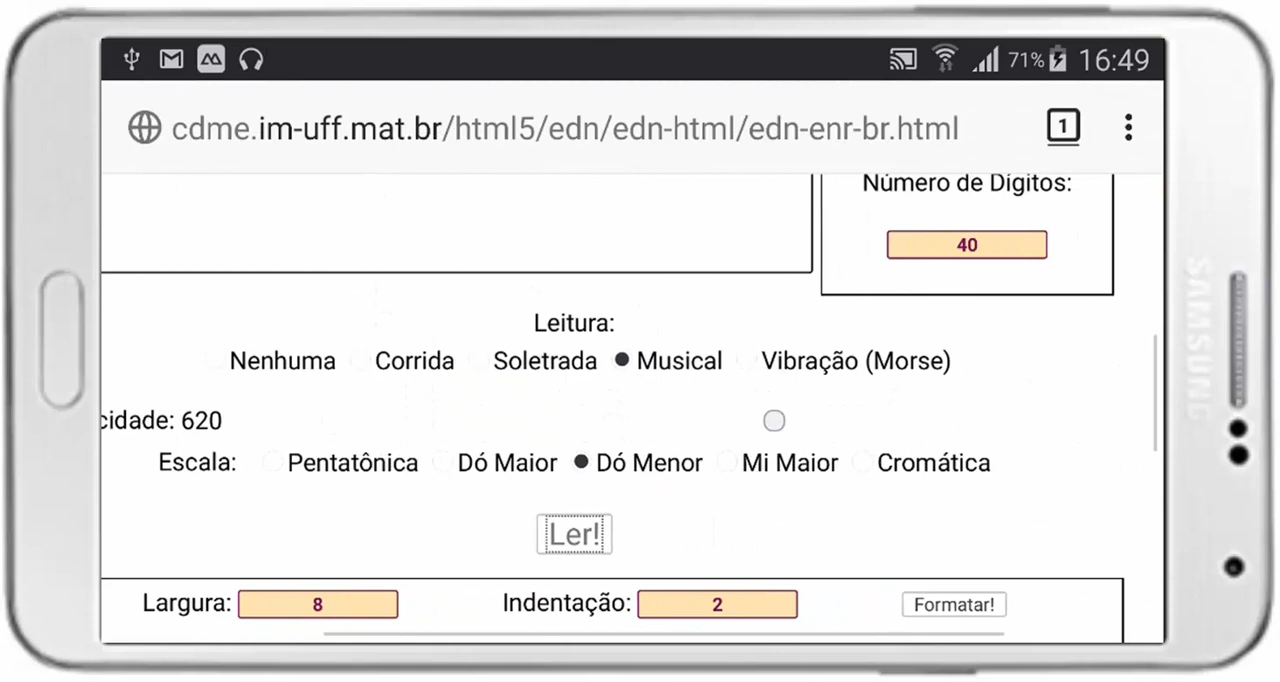 71% 16:49
cdme.im-uff.mat.br/html5/edn/edn-html/edn-enr-br.html
1
Número de Dígitos:
40
Leitura:
Nenhuma Corrida Soletrada Musical Vibração (Morse)
cidade: 620
Escala: Pentatônica Dó Maior Dó Menor Mi Maior Cromática
Ler!
Largura: 8 Indentação: 2 Formatar!
SAMSUNG